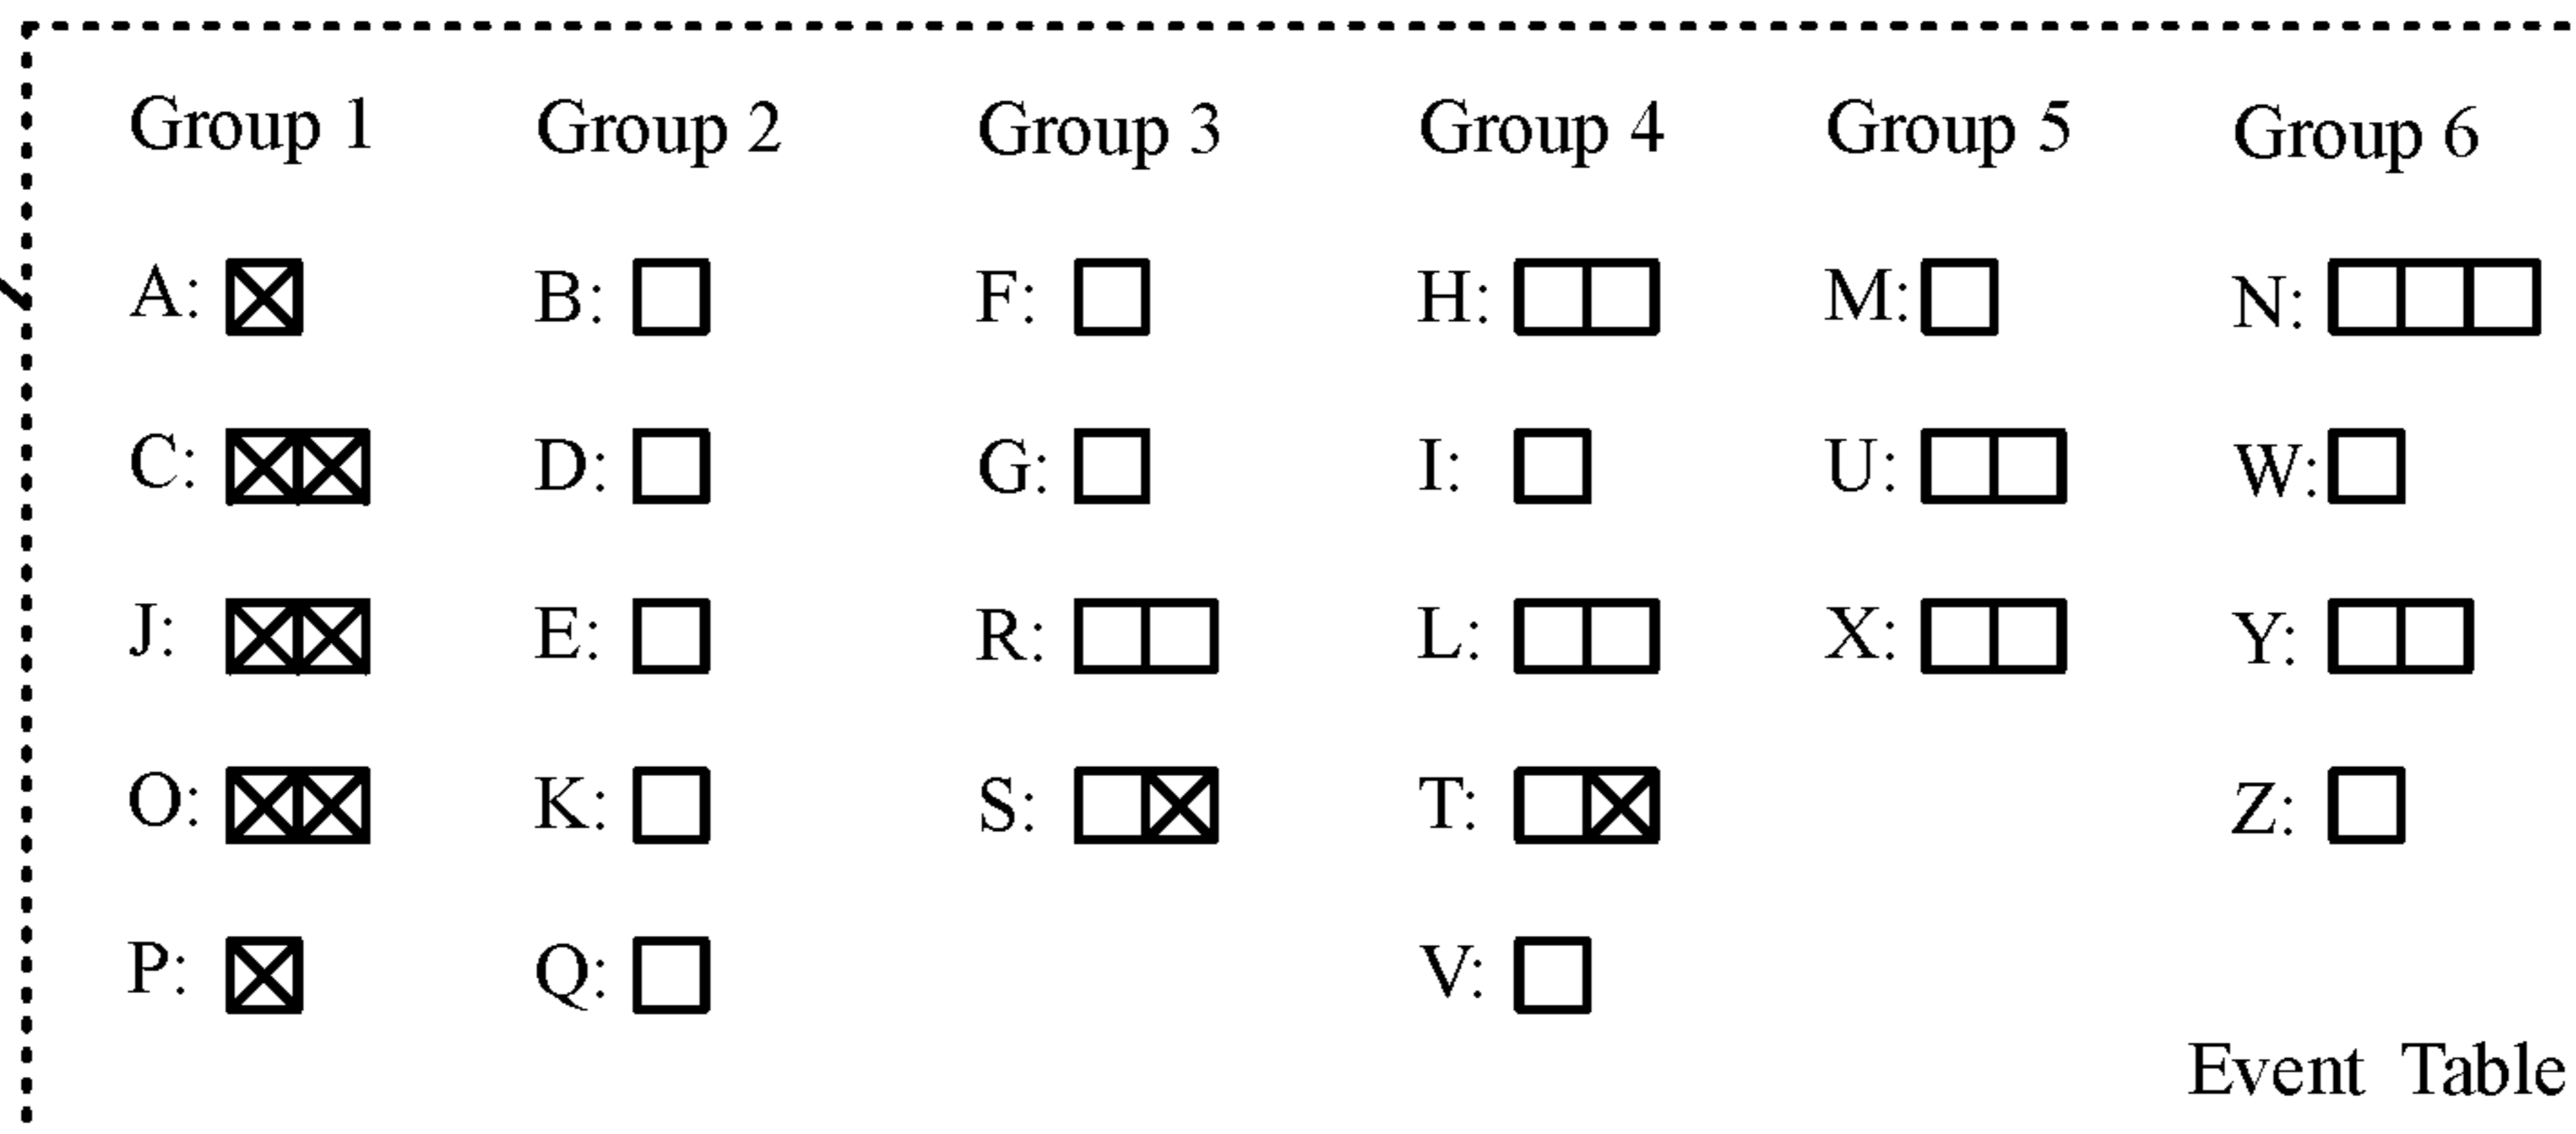 Group 1 Group 2 Group 3 Group 4 Group 5 Group 6
A: B: F: H: M: N:
C: D: G: I: U: W:
J: E: R: L: X: Y:
O: K: S: T: Z:
P: Q: V:
Event Table